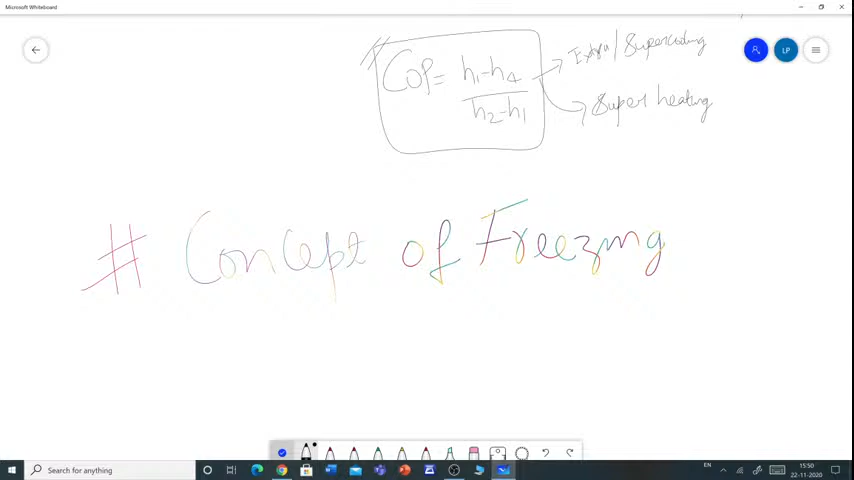 Microsoft Whiteboard
COP = h1-h4 / h2-h1
Extra / Supercooling
Super heating
LP
# Concept of Freezing
Search for anything
EN
15:50
22-11-2020